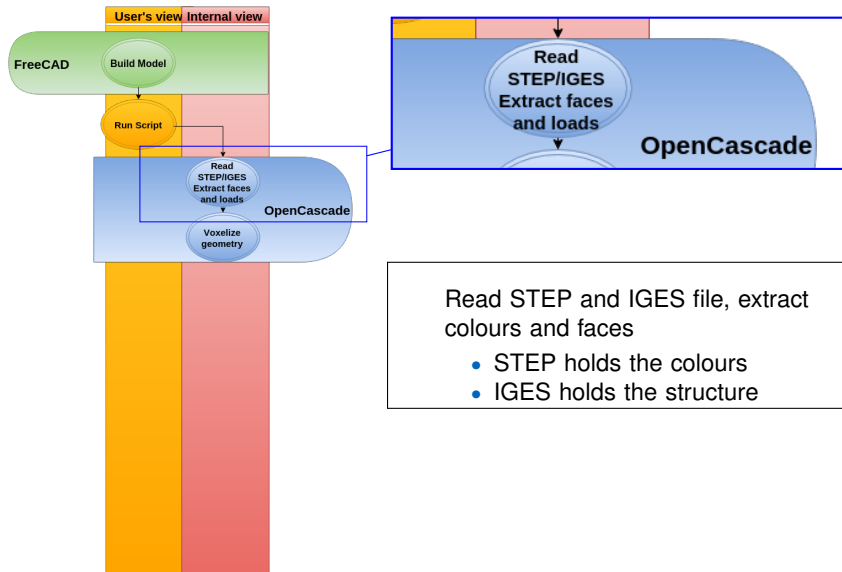 User's view
Internal view
FreeCAD
Build Model
Run Script
Read
STEP/IGES
Extract faces
and loads
OpenCascade
Voxelize
geometry
Read
STEP/IGES
Extract faces
and loads
OpenCascade
Read STEP and IGES file, extract
colours and faces
• STEP holds the colours
• IGES holds the structure